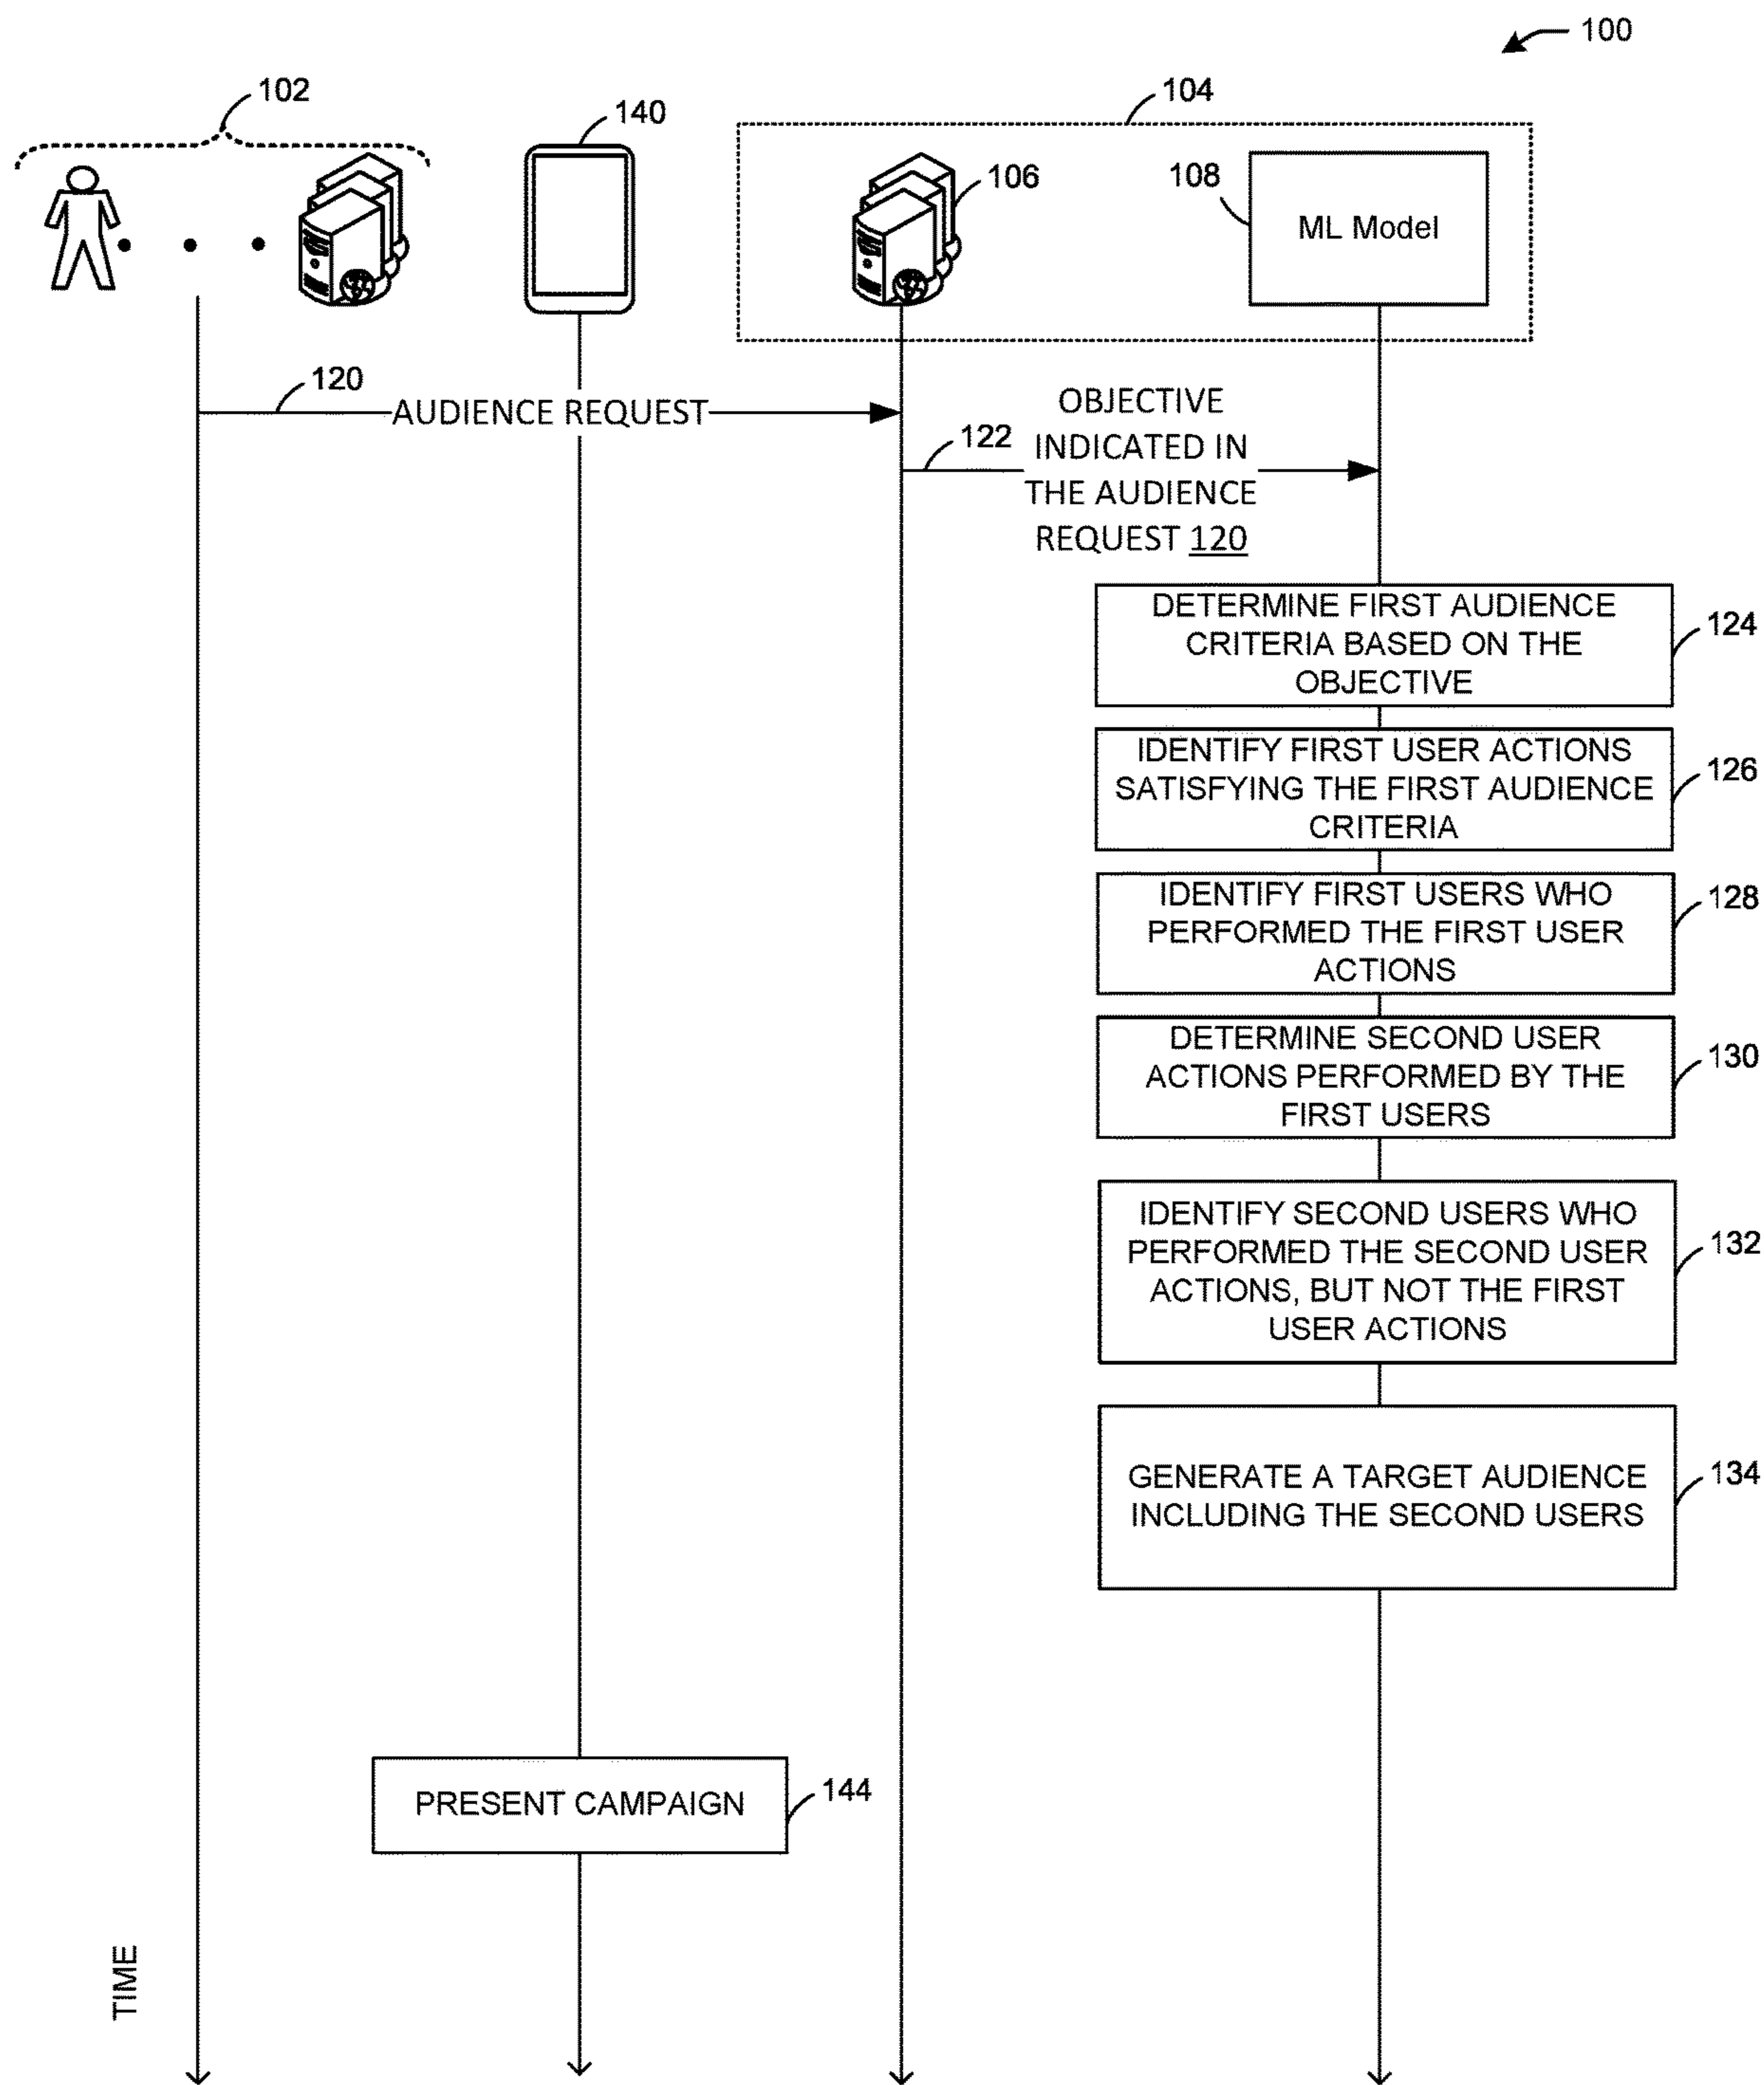 100
102
140
104
106
108
ML Model
120
AUDIENCE REQUEST
122
OBJECTIVE
INDICATED IN
THE AUDIENCE
REQUEST 120
DETERMINE FIRST AUDIENCE
CRITERIA BASED ON THE
OBJECTIVE
124
IDENTIFY FIRST USER ACTIONS
SATISFYING THE FIRST AUDIENCE
CRITERIA
126
IDENTIFY FIRST USERS WHO
PERFORMED THE FIRST USER
ACTIONS
128
DETERMINE SECOND USER
ACTIONS PERFORMED BY THE
FIRST USERS
130
IDENTIFY SECOND USERS WHO
PERFORMED THE SECOND USER
ACTIONS, BUT NOT THE FIRST
USER ACTIONS
132
GENERATE A TARGET AUDIENCE
INCLUDING THE SECOND USERS
134
PRESENT CAMPAIGN
144
TIME